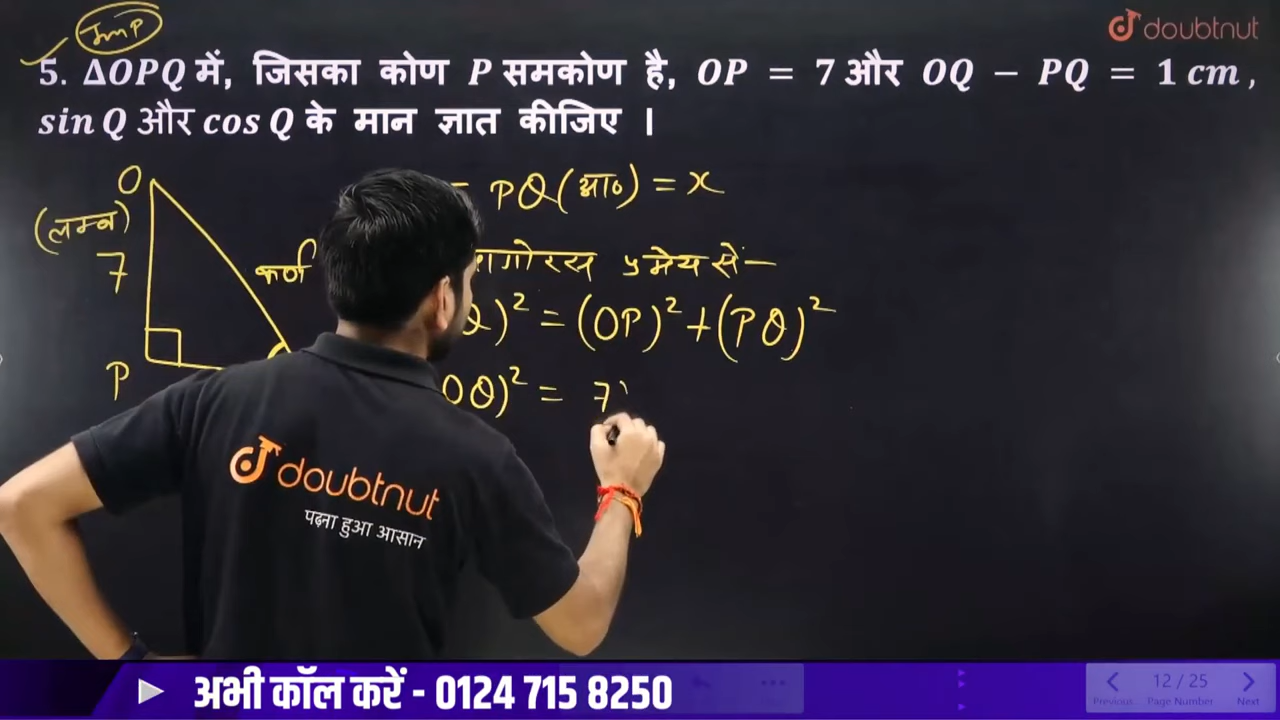 Imp
doubtnut
5. ΔOPQ में, जिसका कोण P समकोण है, OP = 7 और OQ − PQ = 1 cm,
sin Q और cos Q के मान ज्ञात कीजिए ।
O
− PQ (आ०) = x
(लम्ब)
7
कर्ण
प्रमेय से:−
)² = (OP)² + (PQ)²
P
OQ)² = 7
doubtnut
पढ़ना हुआ आसान
अभी कॉल करें - 0124 715 8250
12 / 25
Previous Page Number Next